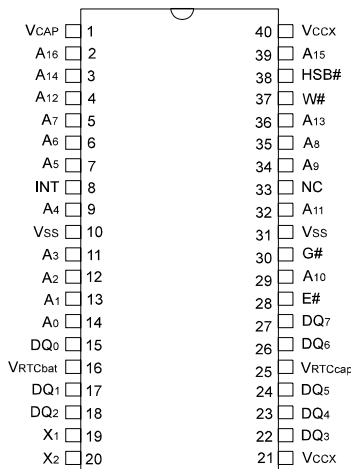 VCAP 1 40 VCCX
A16 2 39 A15
A14 3 38 HSB#
A12 4 37 W#
A7 5 36 A13
A6 6 35 A8
A5 7 34 A9
INT 8 33 NC
A4 9 32 A11
VSS 10 31 VSS
A3 11 30 G#
A2 12 29 A10
A1 13 28 E#
A0 14 27 DQ7
DQ0 15 26 DQ6
VRTCbat 16 25 VRTCcap
DQ1 17 24 DQ5
DQ2 18 23 DQ4
X1 19 22 DQ3
X2 20 21 VCCX